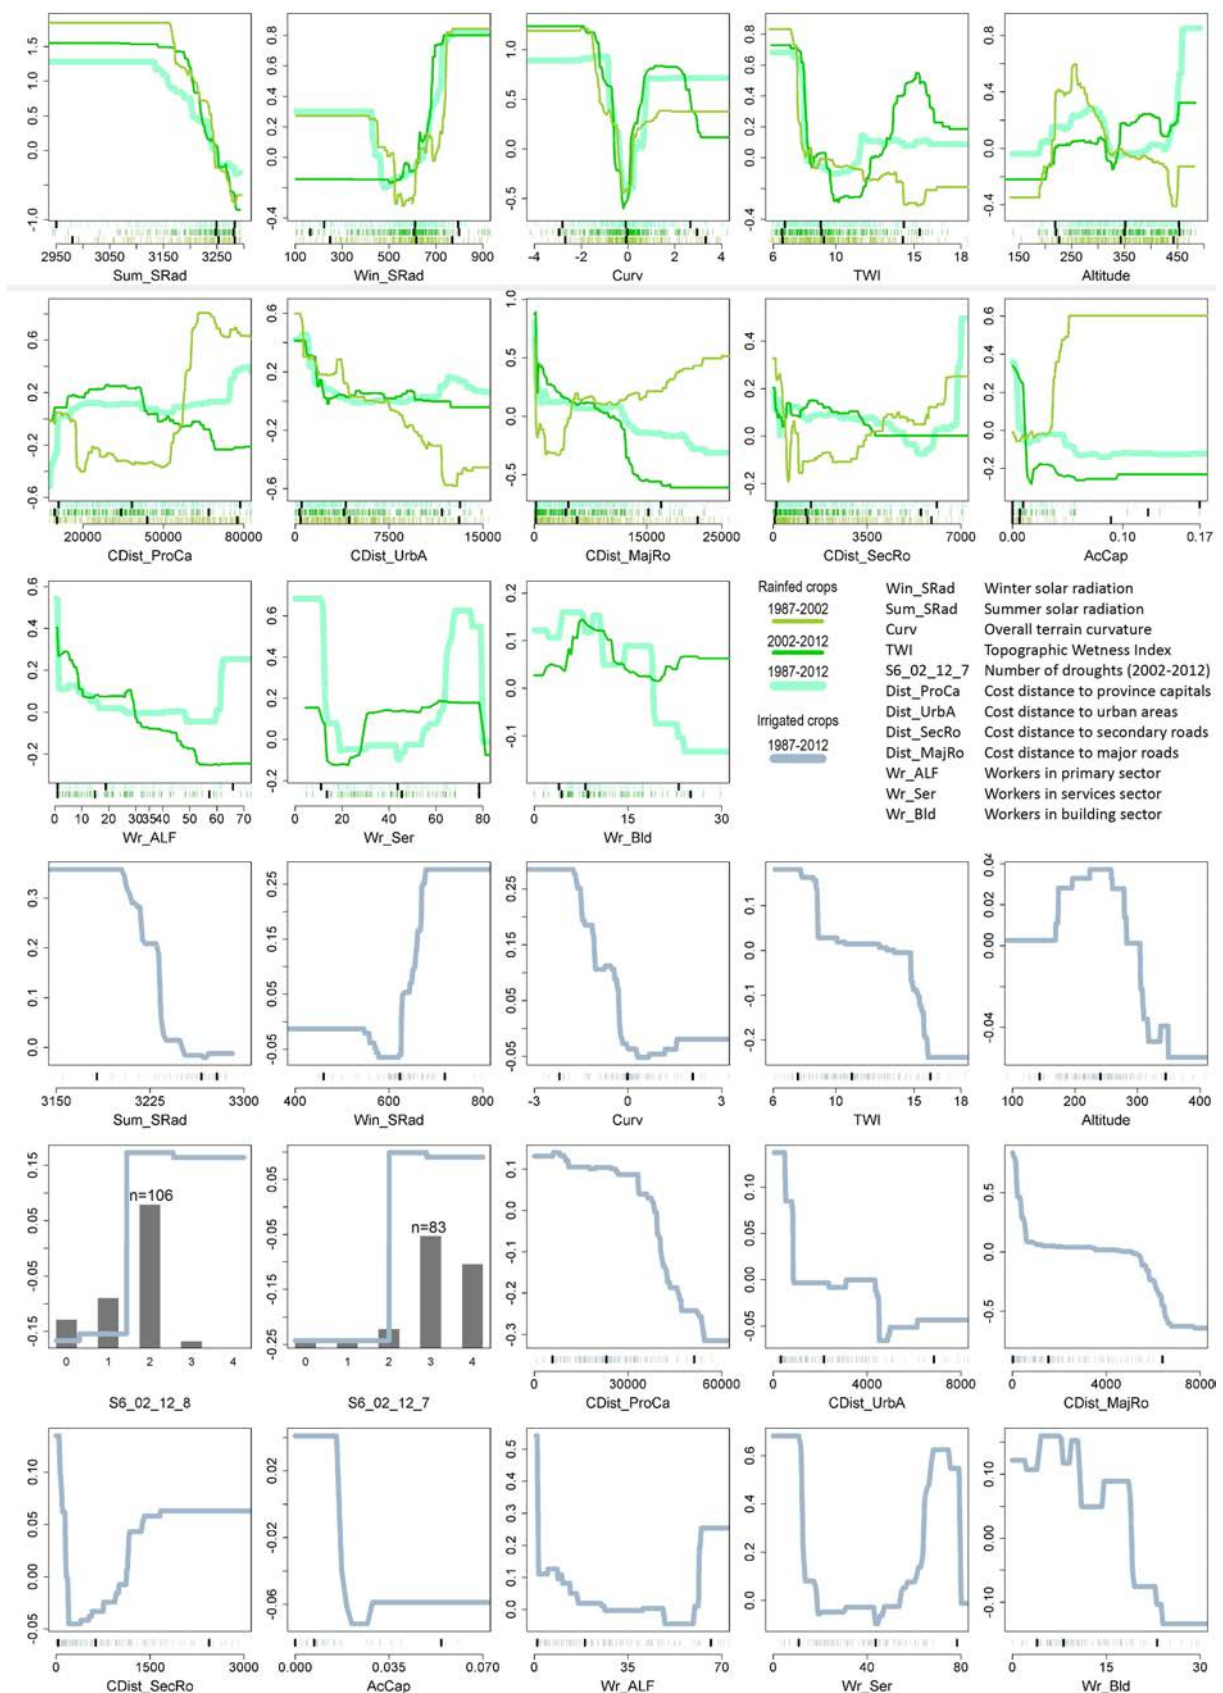 1.5
1.0
0.5
0.0
-1.0
2950 3050 3150 3250
Sum_SRad
0.8
0.4
0.2
0.0
-0.4
100 300 500 700 900
Win_SRad
1.0
0.5
0.0
-0.5
-4 -2 0 2 4
Curv
0.8
0.6
0.4
0.2
0.0
-0.4
6 10 15 18
TWI
0.8
0.6
0.4
0.2
0.0
-0.4
150 250 350 450
Altitude
0.6
0.2
-0.2
-0.6
20000 40000 60000 80000
CDist_ProCa
0.6
0.2
-0.2
-0.6
0 7500 15000
CDist_UrbA
1.0
0.5
0.0
-0.5
0 15000 25000
CDist_MajRo
0.4
0.2
0.0
-0.2
0 3500 7000
CDist_SecRo
0.6
0.4
0.2
0.0
-0.2
0.00 0.10 0.17
AcCap
0.6
0.4
0.2
0.0
-0.2
0 10 20 303540 50 60 70
Wr_ALF
0.6
0.4
0.2
0.0
-0.2
0 20 40 60 80
Wr_Ser
0.2
0.1
0.0
-0.1
0 15 30
Wr_Bld
Rainfed crops
1987-2002
2002-2012
1987-2012
Irrigated crops
1987-2012
Win_SRad Winter solar radiation
Sum_SRad Summer solar radiation
Curv Overall terrain curvature
TWI Topographic Wetness Index
S6_02_12_7 Number of droughts (2002-2012)
Dist_ProCa Cost distance to province capitals
Dist_UrbA Cost distance to urban areas
Dist_SecRo Cost distance to secondary roads
Dist_MajRo Cost distance to major roads
Wr_ALF Workers in primary sector
Wr_Ser Workers in services sector
Wr_Bld Workers in building sector
0.3
0.1
0.0
3150 3225 3300
Sum_SRad
0.25
0.15
0.05
-0.05
400 600 800
Win_SRad
0.25
0.15
0.05
-0.05
-3 0 3
Curv
0.1
0.0
-0.1
-0.2
6 10 15 18
TWI
0.04
0.02
0.00
-0.04
100 200 300 400
Altitude
0.15
0.05
-0.05
-0.15
n=106
0 1 2 3 4
S6_02_12_8
0.05
-0.05
-0.15
-0.25
n=83
0 1 2 3 4
S6_02_12_7
0.1
0.0
-0.1
-0.2
-0.3
0 30000 60000
CDist_ProCa
0.10
0.05
0.00
-0.05
0 4000 8000
CDist_UrbA
0.5
0.0
-0.5
0 4000 80000
CDist_MajRo
0.10
0.05
0.00
-0.05
0 1500 3000
CDist_SecRo
0.02
-0.02
-0.06
0.000 0.035 0.070
AcCap
0.5
0.4
0.3
0.2
0.1
0.0
0 35 70
Wr_ALF
0.6
0.4
0.2
0.0
0 40 80
Wr_Ser
0.10
0.00
-0.10
0 15 30
Wr_Bld